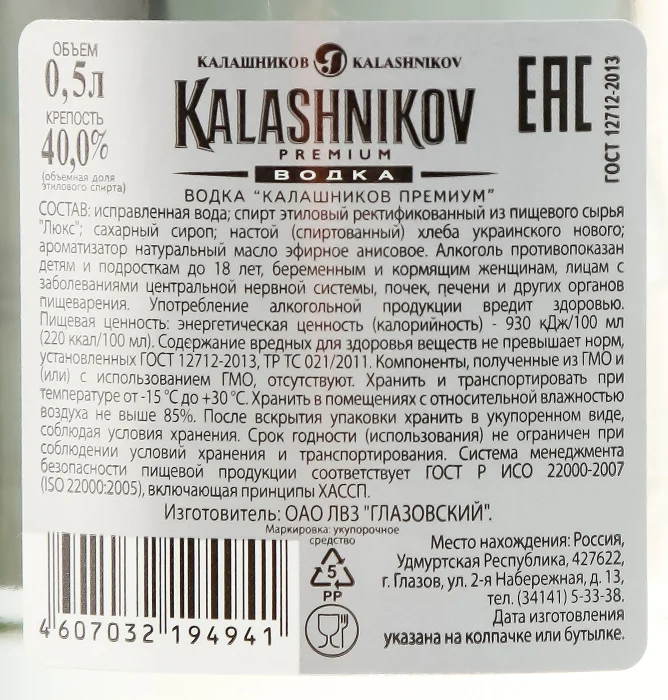 ОБЪЕМ
0,5л
КРЕПОСТЬ
40,0%
(объемная доля
этилового спирта)
КАЛАШНИКОВ KALASHNIKOV
KALASHNIKOV
PREMIUM
ВОДКА
ЕАС
ГОСТ 12712-2013
ВОДКА "КАЛАШНИКОВ ПРЕМИУМ"
СОСТАВ: исправленная вода; спирт этиловый ректификованный из пищевого сырья
"Люкс"; сахарный сироп; настой (спиртованный) хлеба украинского нового;
ароматизатор натуральный масло эфирное анисовое. Алкоголь противопоказан
детям и подросткам до 18 лет, беременным и кормящим женщинам, лицам с
заболеваниями центральной нервной системы, почек, печени и других органов
пищеварения. Употребление алкогольной продукции вредит здоровью.
Пищевая ценность: энергетическая ценность (калорийность) - 930 кДж/100 мл
(220 ккал/100 мл). Содержание вредных для здоровья веществ не превышает норм,
установленных ГОСТ 12712-2013, ТР ТС 021/2011. Компоненты, полученные из ГМО и
(или) с использованием ГМО, отсутствуют. Хранить и транспортировать при
температуре от -15 °С до +30 °С. Хранить в помещениях с относительной влажностью
воздуха не выше 85%. После вскрытия упаковки хранить в укупоренном виде,
соблюдая условия хранения. Срок годности (использования) не ограничен при
соблюдении условий хранения и транспортирования. Система менеджмента
безопасности пищевой продукции соответствует ГОСТ Р ИСО 22000-2007
(ISO 22000:2005), включающая принципы ХАССП.
Изготовитель: ОАО ЛВЗ "ГЛАЗОВСКИЙ".
Маркировка: укупорочное
средство
5
PP
4 607032 194941
Место нахождения: Россия,
Удмуртская Республика, 427622,
г. Глазов, ул. 2-я Набережная, д. 13,
тел. (34141) 5-33-38.
Дата изготовления
указана на колпачке или бутылке.